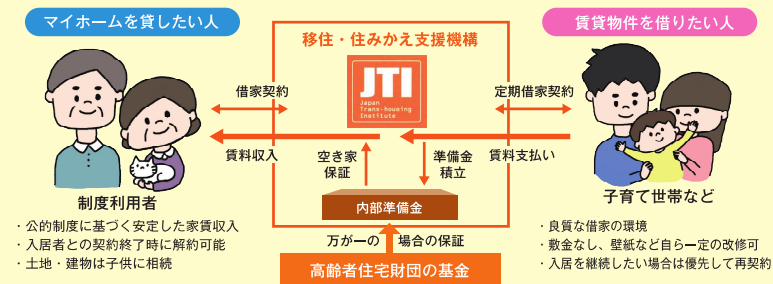 マイホームを貸したい人
移住・住みかえ支援機構
賃貸物件を借りたい人
JTI
Japan
Trans-housing
Institute
借家契約
定期借家契約
賃料収入
空き家
保証
準備金
積立
賃料支払い
制度利用者
内部準備金
子育て世帯など
・公的制度に基づく安定した家賃収入
・入居者との契約終了時に解約可能
・土地・建物は子供に相続
・良質な借家の環境
・敷金なし、壁紙など自ら一定の改修可
・入居を継続したい場合は優先して再契約
万が一の 場合の保証
高齢者住宅財団の基金